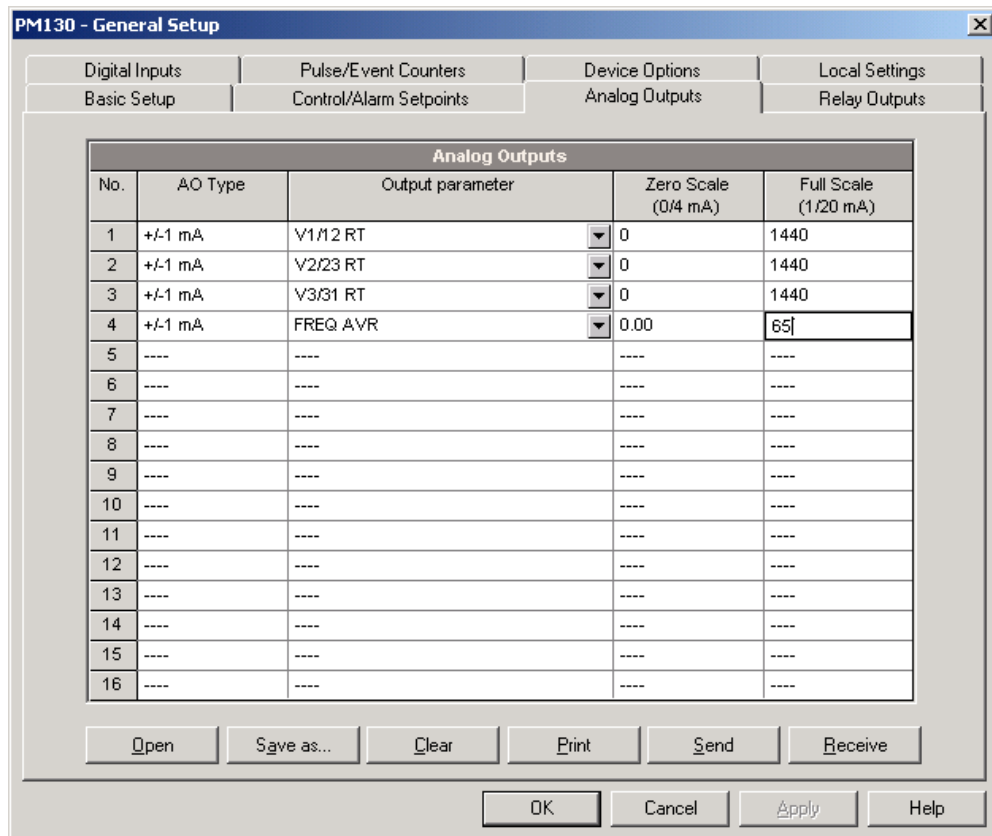 PM130 - General Setup
Digital Inputs Pulse/Event Counters Device Options Local Settings
Basic Setup Control/Alarm Setpoints Analog Outputs Relay Outputs
Analog Outputs
No. AO Type Output parameter Zero Scale (0/4 mA) Full Scale (1/20 mA)
1 +/-1 mA V1/12 RT 0 1440
2 +/-1 mA V2/23 RT 0 1440
3 +/-1 mA V3/31 RT 0 1440
4 +/-1 mA FREQ AVR 0.00 65
5 ---- ---- ---- ----
6 ---- ---- ---- ----
7 ---- ---- ---- ----
8 ---- ---- ---- ----
9 ---- ---- ---- ----
10 ---- ---- ---- ----
11 ---- ---- ---- ----
12 ---- ---- ---- ----
13 ---- ---- ---- ----
14 ---- ---- ---- ----
15 ---- ---- ---- ----
16 ---- ---- ---- ----
Open Save as... Clear Print Send Receive
OK Cancel Apply Help